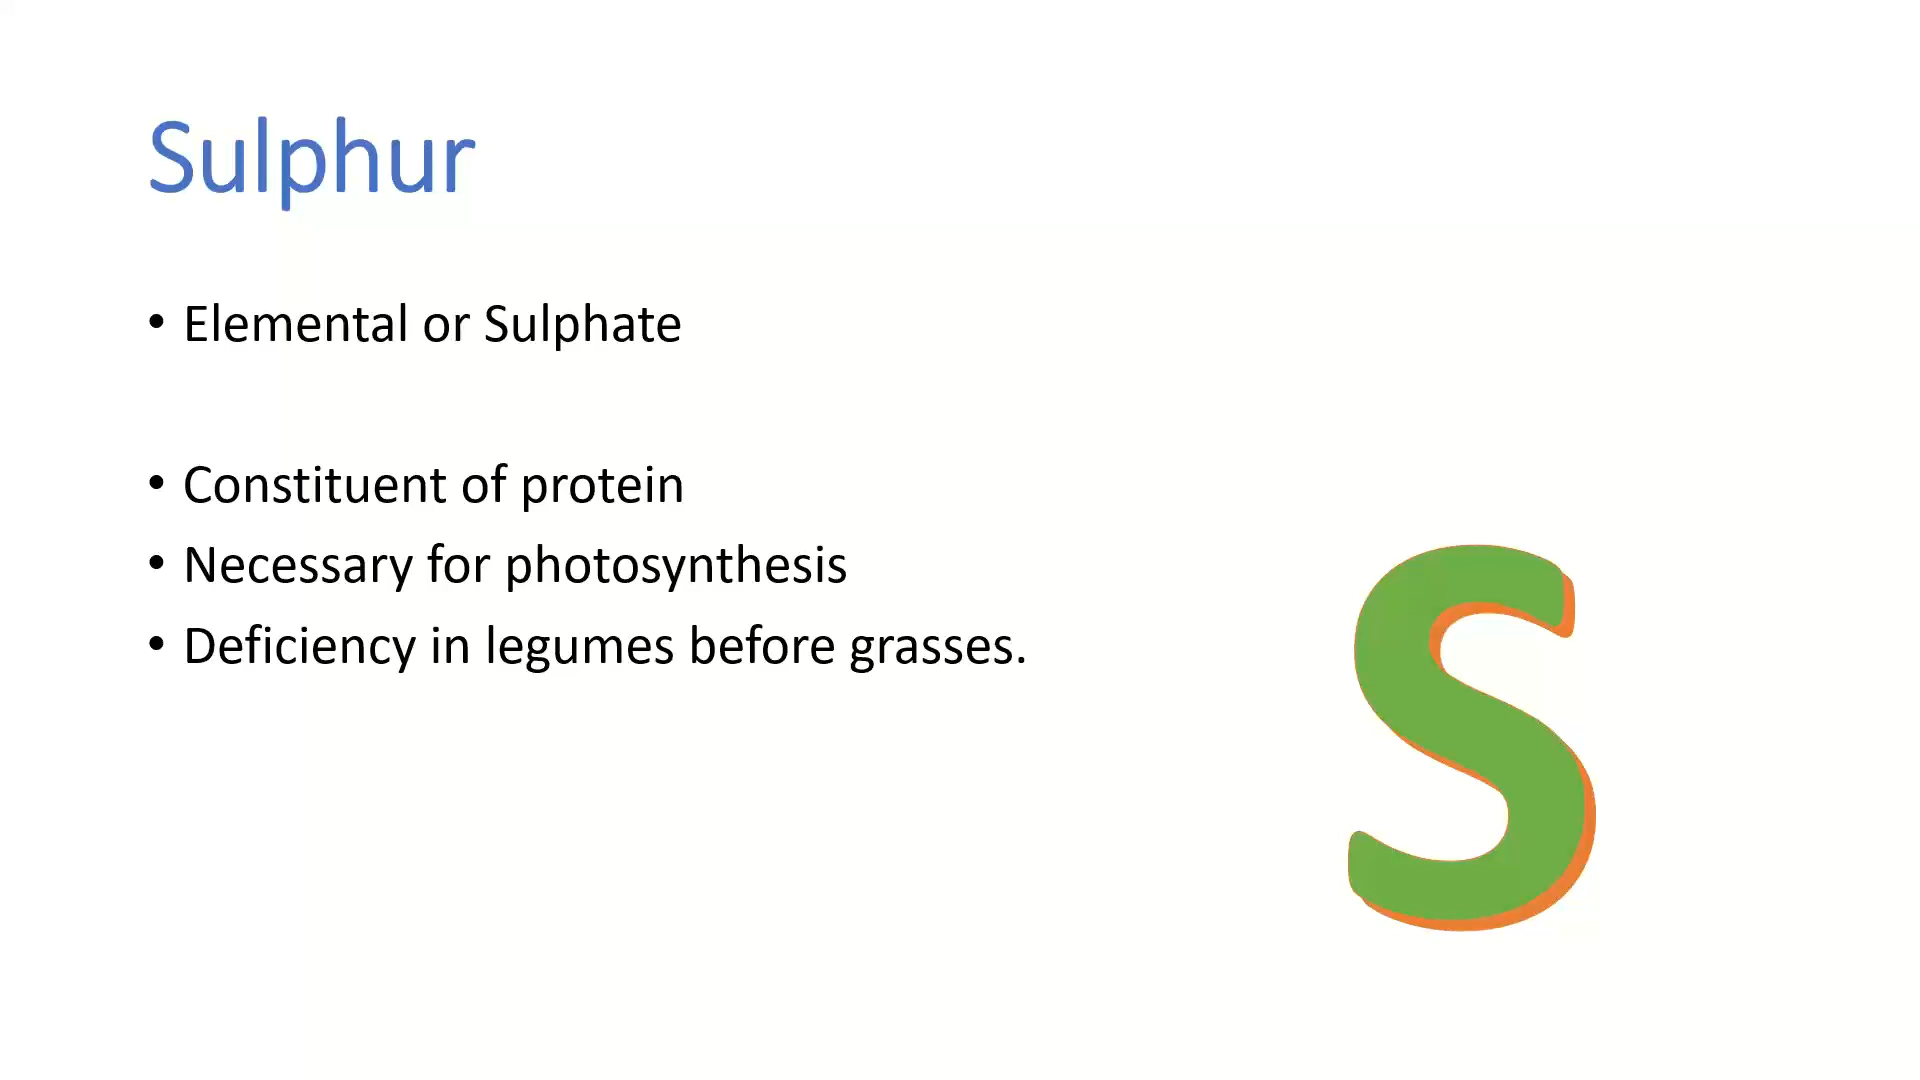 Sulphur
• Elemental or Sulphate
• Constituent of protein
• Necessary for photosynthesis
• Deficiency in legumes before grasses.
S